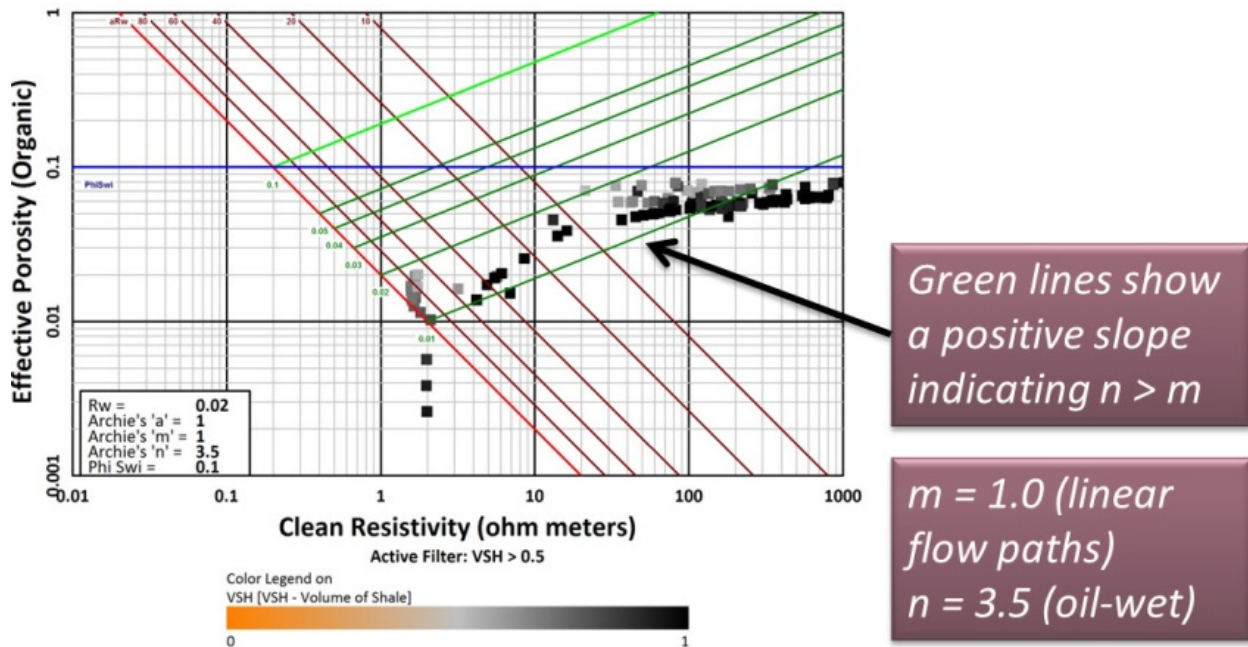 1
aRw 80 60 40 20 10
Effective Porosity (Organic)
0.1
PhiSwi
0.1
0.05
0.04
0.03
0.02
0.01
0.01
0.001
Rw = 0.02
Archie's 'a' = 1
Archie's 'm' = 1
Archie's 'n' = 3.5
Phi Swi = 0.1
0.01 0.1 1 10 100 1000
Clean Resistivity (ohm meters)
Active Filter: VSH > 0.5
Color Legend on
VSH [VSH - Volume of Shale]
0 1
Green lines show
a positive slope
indicating n > m
m = 1.0 (linear
flow paths)
n = 3.5 (oil-wet)